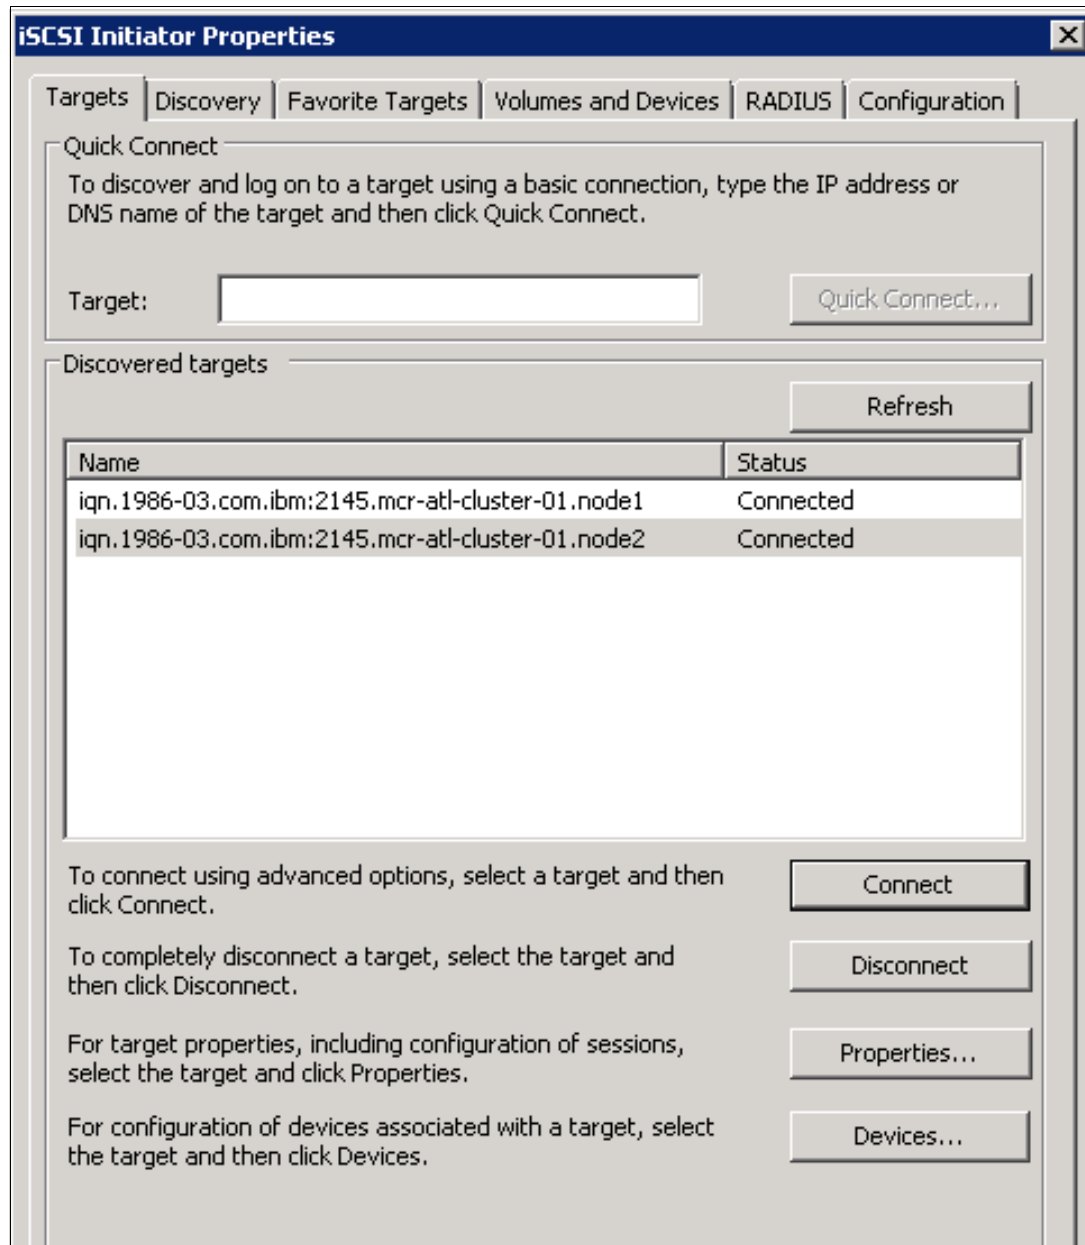 iSCSI Initiator Properties
Targets Discovery Favorite Targets Volumes and Devices RADIUS Configuration
Quick Connect
To discover and log on to a target using a basic connection, type the IP address or
DNS name of the target and then click Quick Connect.
Target:
Quick Connect...
Discovered targets
Refresh
Name Status
iqn.1986-03.com.ibm:2145.mcr-atl-cluster-01.node1 Connected
iqn.1986-03.com.ibm:2145.mcr-atl-cluster-01.node2 Connected
To connect using advanced options, select a target and then
click Connect.
Connect
To completely disconnect a target, select the target and
then click Disconnect.
Disconnect
For target properties, including configuration of sessions,
select the target and click Properties.
Properties...
For configuration of devices associated with a target, select
the target and then click Devices.
Devices...